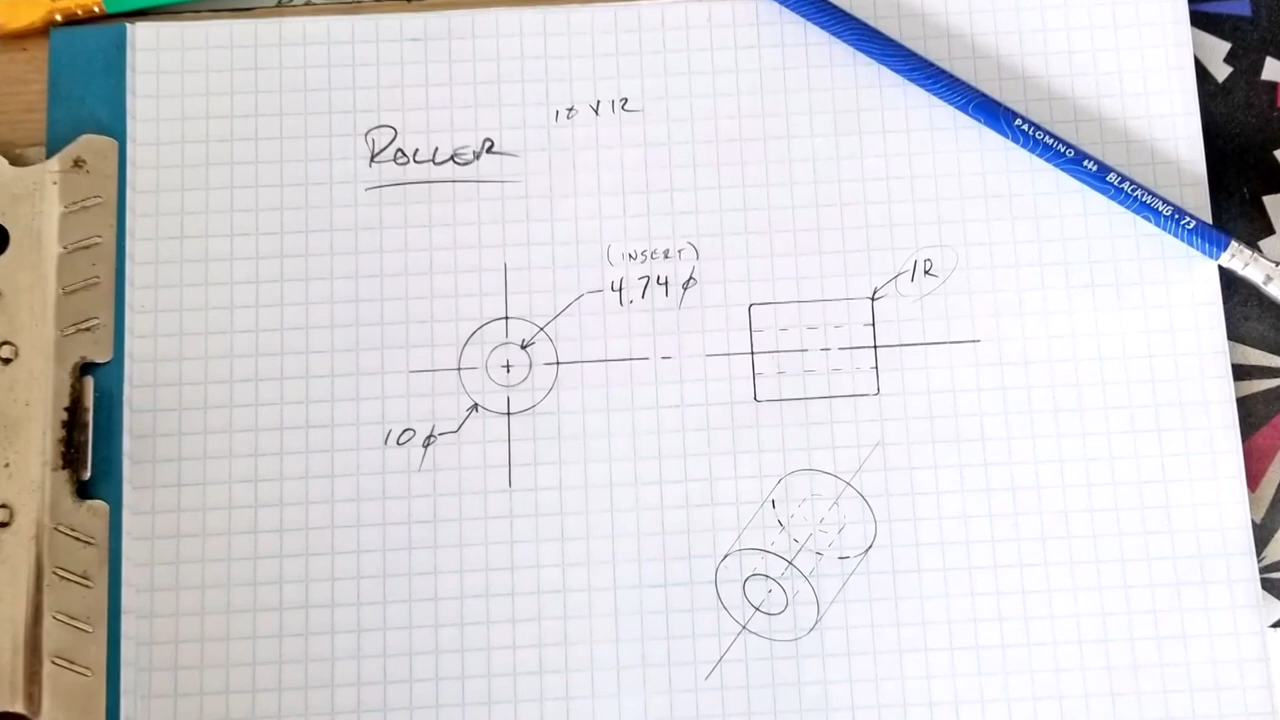 10 X 12
ROLLER
(INSERT)
4.74 ϕ
1R
10 ϕ
PALOMINO BLACKWING · 73